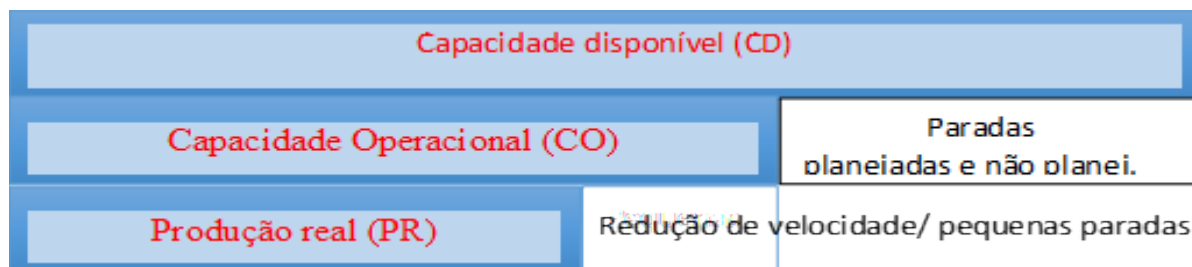 Capacidade disponível (CD)
Capacidade Operacional (CO)
Paradas
planejadas e não planej.
Produção real (PR)
Redução de velocidade/ pequenas paradas